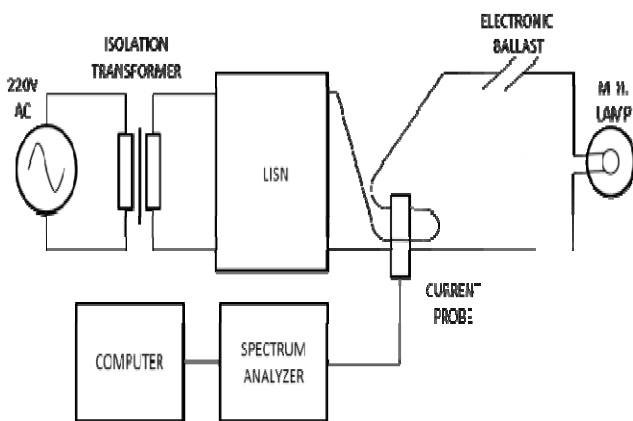 ELECTRONIC
BALLAST
ISOLATION
TRANSFORMER
220V
AC
M.H.
LAMP
LISN
CURRENT
PROBE
COMPUTER
SPECTRUM
ANALYZER